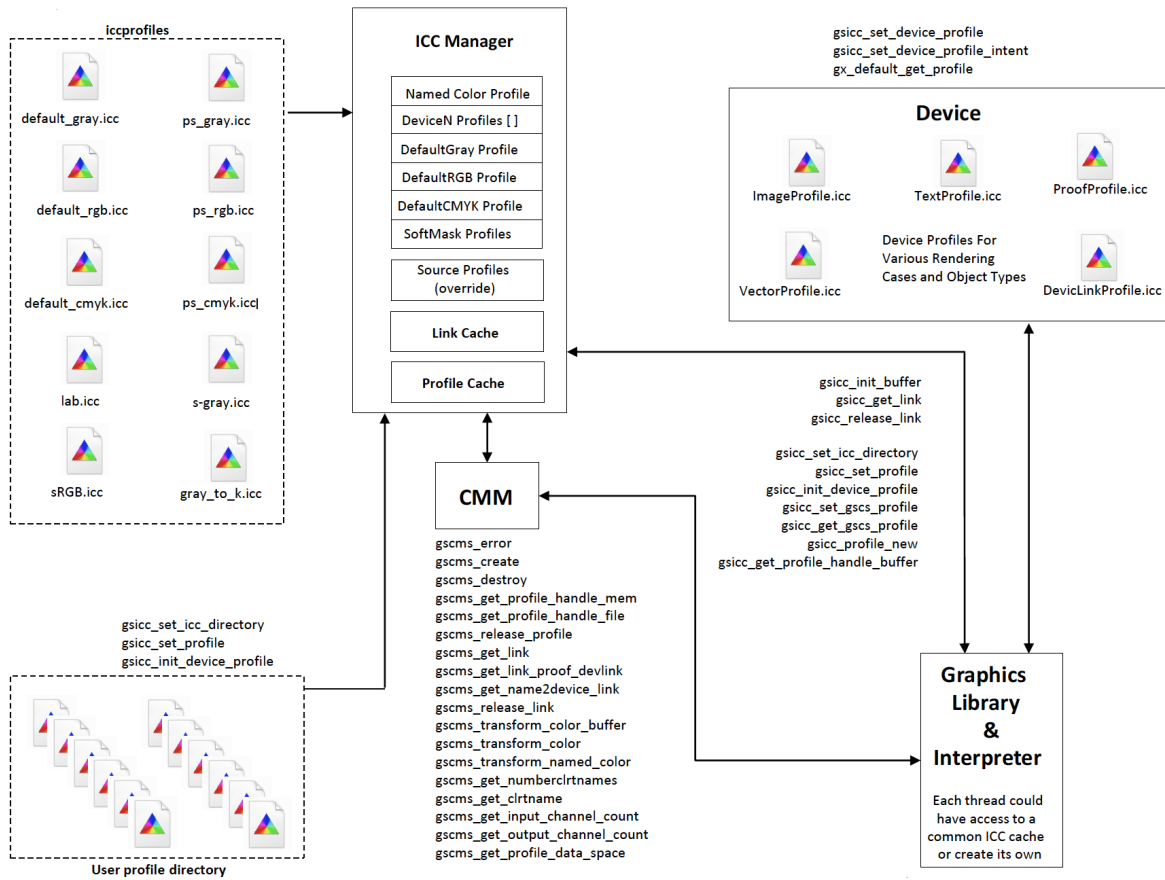 iccprofiles
default_gray.icc
ps_gray.icc
default_rgb.icc
ps_rgb.icc
default_cmyk.icc
ps_cmyk.icc|
lab.icc
s-gray.icc
sRGB.icc
gray_to_k.icc
ICC Manager
Named Color Profile
DeviceN Profiles [ ]
DefaultGray Profile
DefaultRGB Profile
DefaultCMYK Profile
SoftMask Profiles
Source Profiles
(override)
Link Cache
Profile Cache
gsicc_set_device_profile
gsicc_set_device_profile_intent
gx_default_get_profile
Device
ImageProfile.icc
TextProfile.icc
ProofProfile.icc
VectorProfile.icc
Device Profiles For
Various Rendering
Cases and Object Types
DevicLinkProfile.icc
gsicc_init_buffer
gsicc_get_link
gsicc_release_link
gsicc_set_icc_directory
gsicc_set_profile
gsicc_init_device_profile
gsicc_set_gscs_profile
gsicc_get_gscs_profile
gsicc_profile_new
gsicc_get_profile_handle_buffer
CMM
gscms_error
gscms_create
gscms_destroy
gscms_get_profile_handle_mem
gscms_get_profile_handle_file
gscms_release_profile
gscms_get_link
gscms_get_link_proof_devlink
gscms_get_name2device_link
gscms_release_link
gscms_transform_color_buffer
gscms_transform_color
gscms_transform_named_color
gscms_get_numberclrtnames
gscms_get_clrtname
gscms_get_input_channel_count
gscms_get_output_channel_count
gscms_get_profile_data_space
gsicc_set_icc_directory
gsicc_set_profile
gsicc_init_device_profile
User profile directory
Graphics
Library
&
Interpreter
Each thread could
have access to a
common ICC cache
or create its own